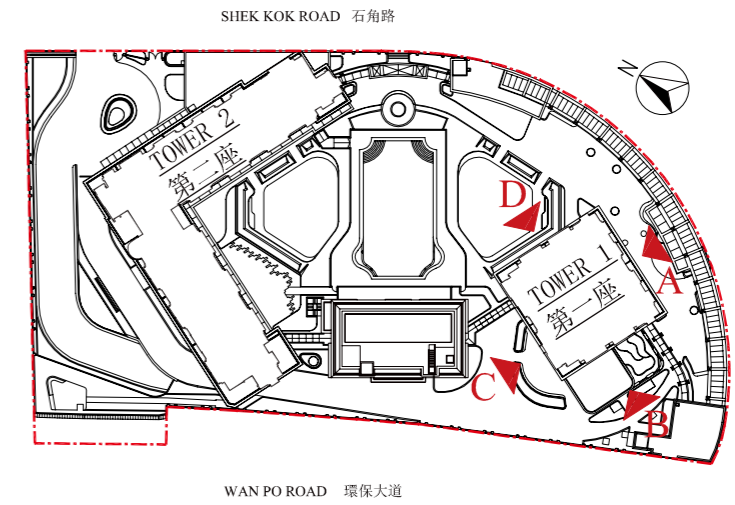 SHEK KOK ROAD 石角路
N
TOWER 2
第二座
D
TOWER 1
第一座
A
C
B
WAN PO ROAD 環保大道